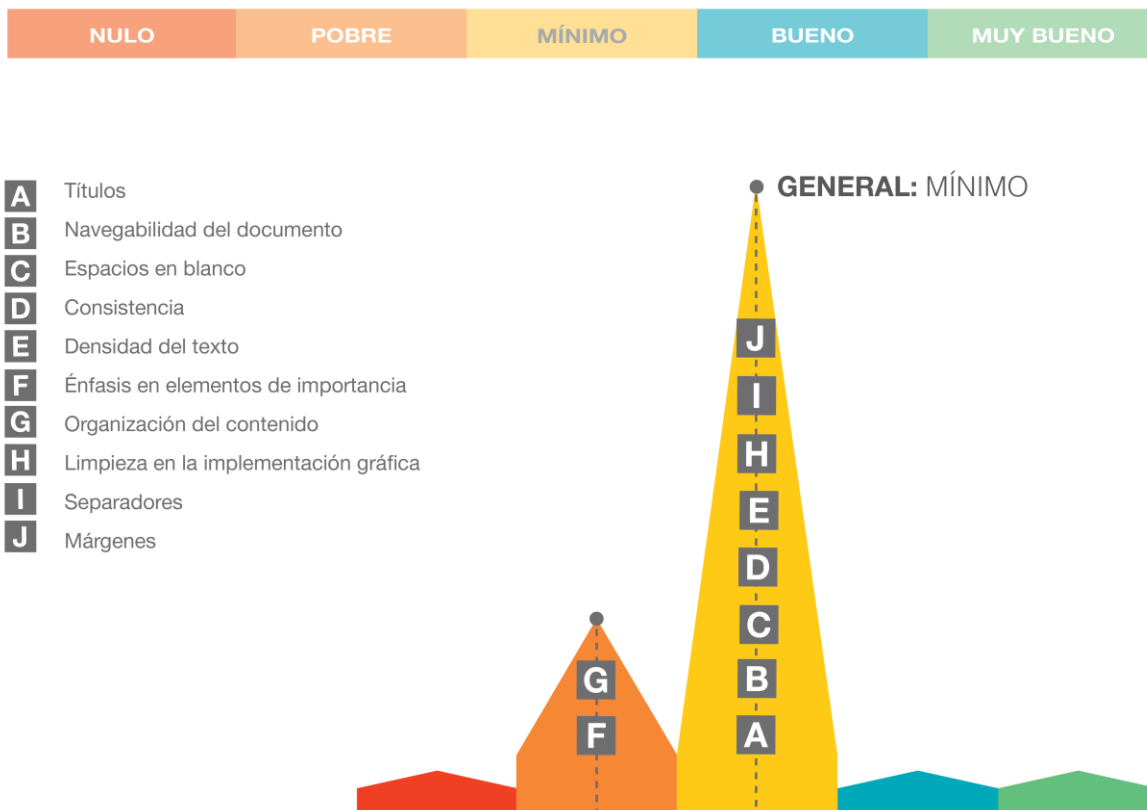 NULO POBRE MÍNIMO BUENO MUY BUENO
A Títulos
B Navegabilidad del documento
C Espacios en blanco
D Consistencia
E Densidad del texto
F Énfasis en elementos de importancia
G Organización del contenido
H Limpieza en la implementación gráfica
I Separadores
J Márgenes
GENERAL: MÍNIMO
J
I
H
E
D
C
B
A
G
F